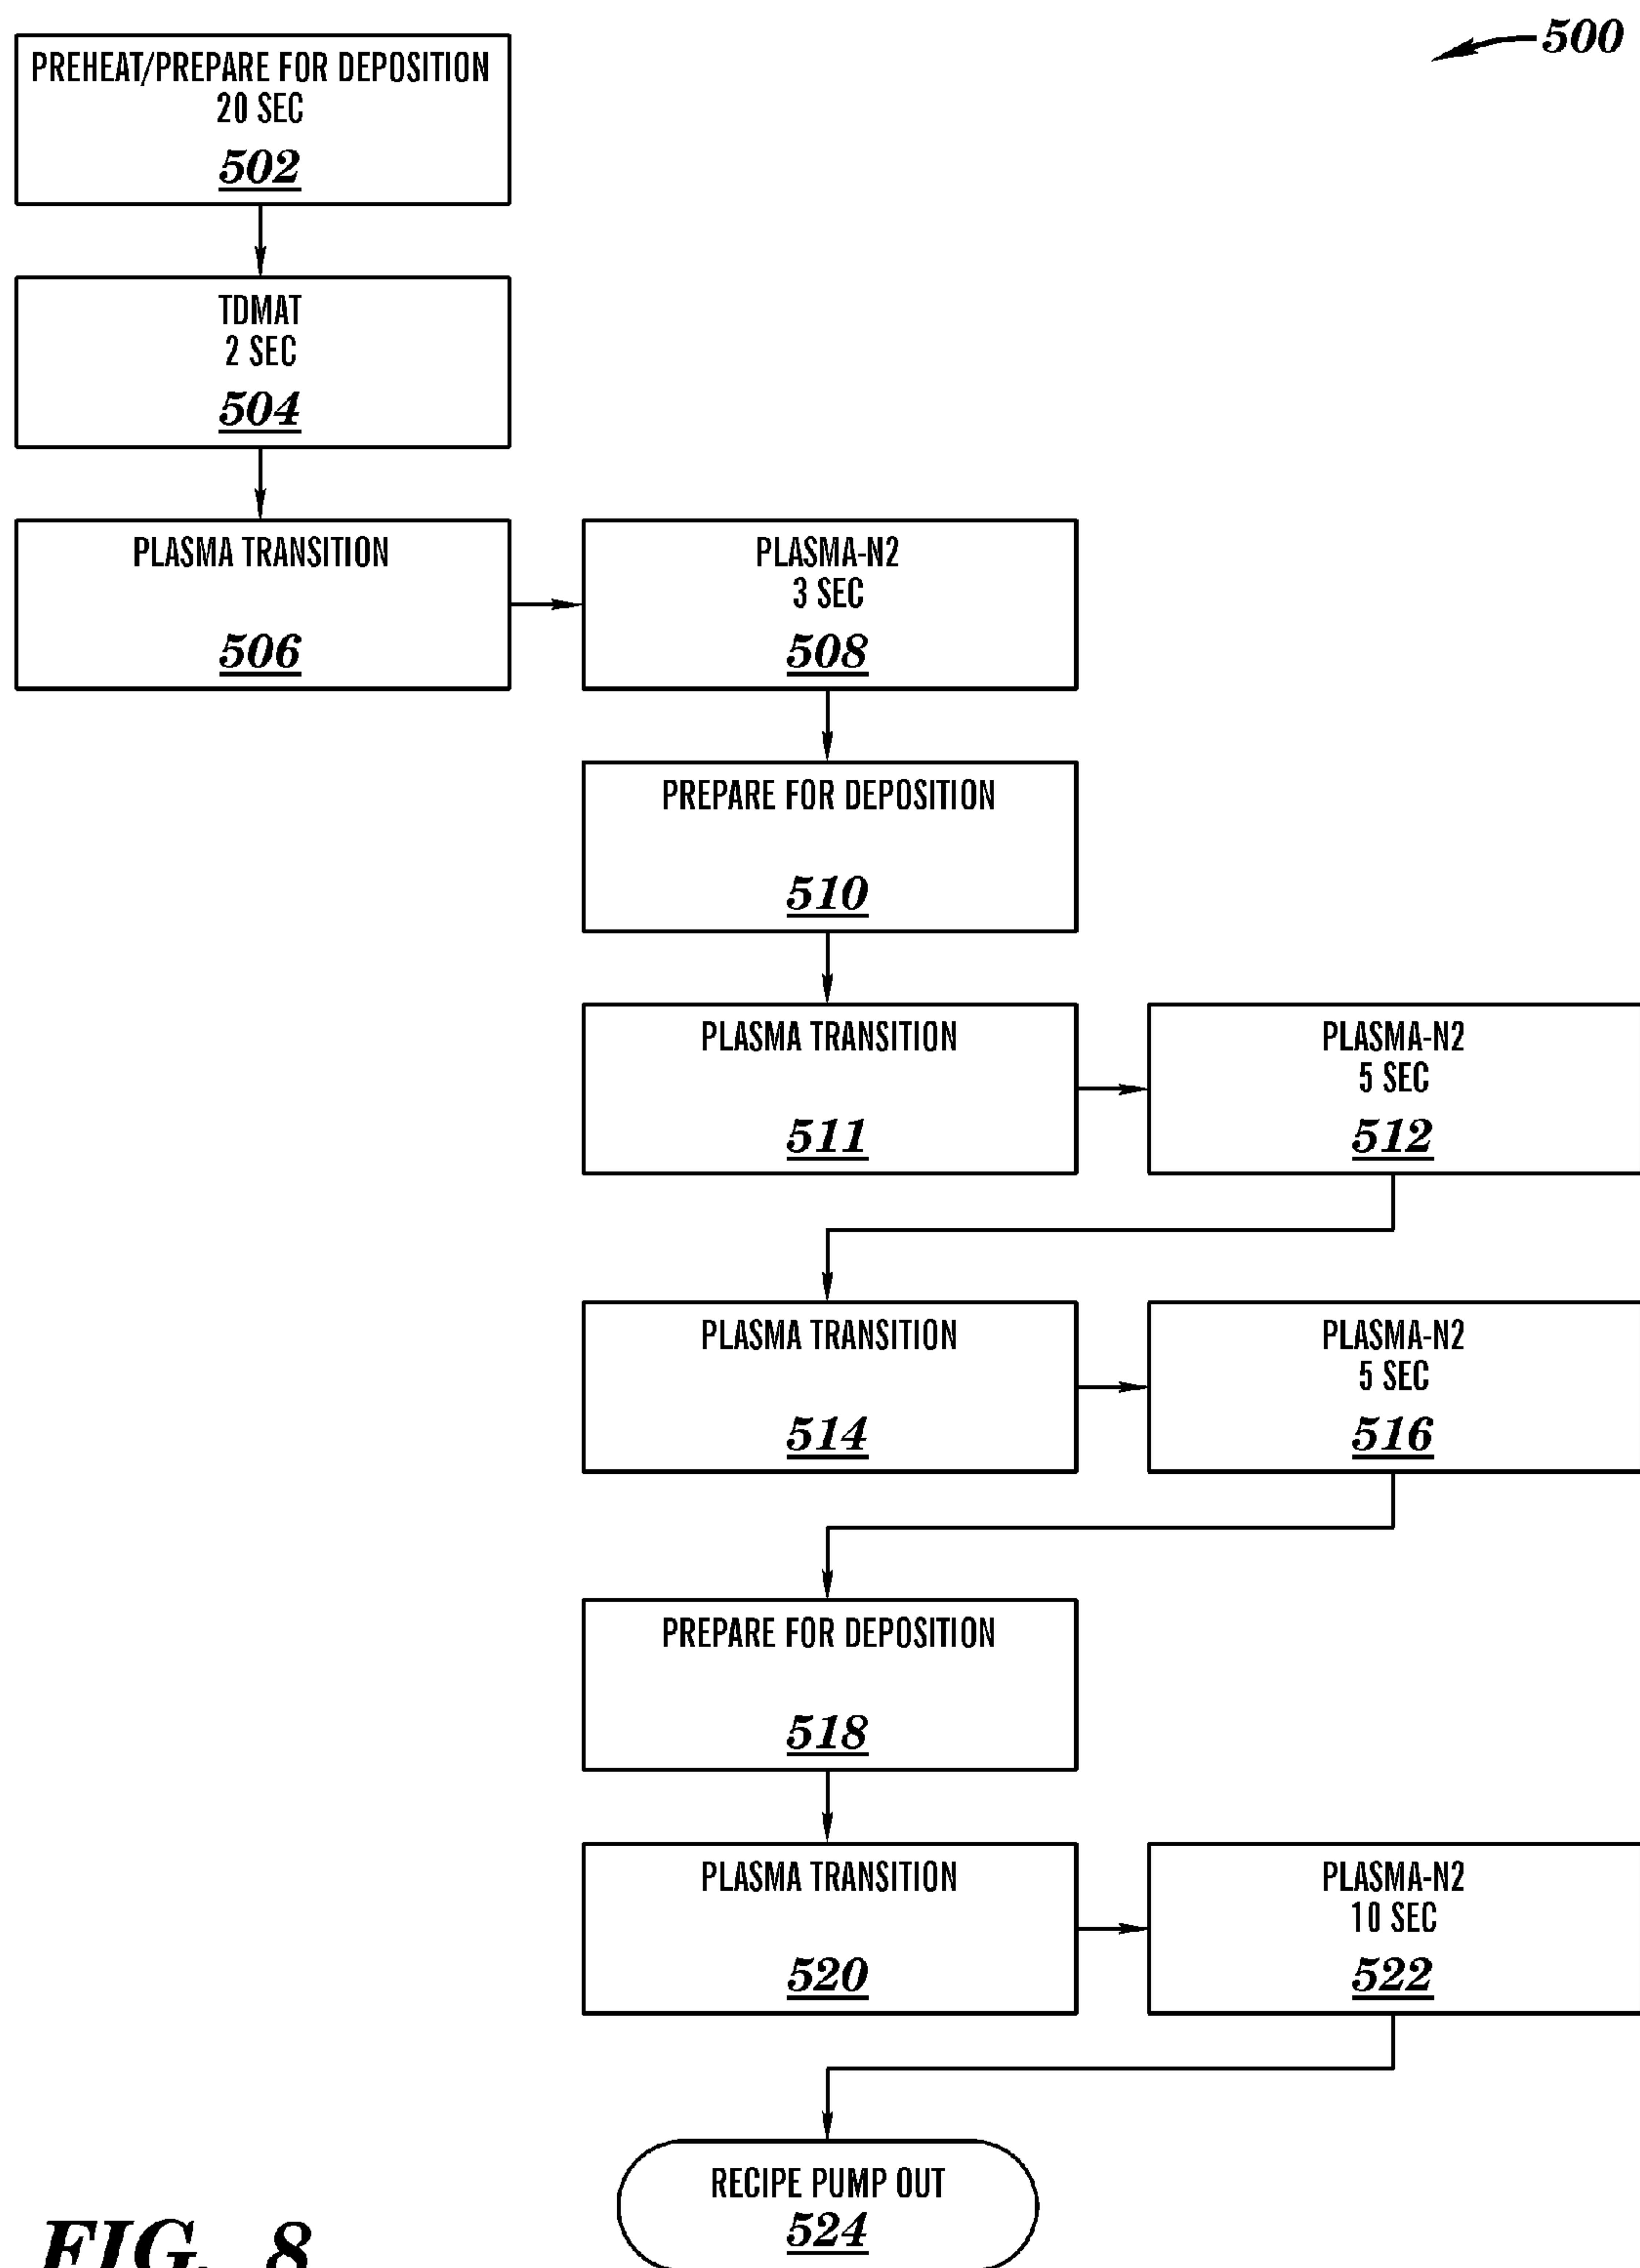 500
PREHEAT/PREPARE FOR DEPOSITION
20 SEC
502
TDMAT
2 SEC
504
PLASMA TRANSITION
506
PLASMA-N2
3 SEC
508
PREPARE FOR DEPOSITION
510
PLASMA TRANSITION
511
PLASMA-N2
5 SEC
512
PLASMA TRANSITION
514
PLASMA-N2
5 SEC
516
PREPARE FOR DEPOSITION
518
PLASMA TRANSITION
520
PLASMA-N2
10 SEC
522
RECIPE PUMP OUT
524
FIG. 8